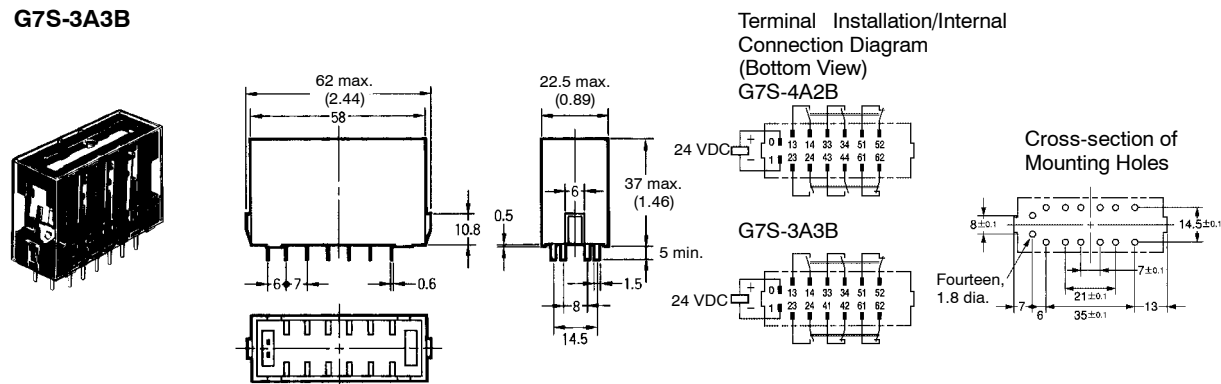 G7S-3A3B
62 max.
(2.44)
58
10.8
6
7
0.6
22.5 max.
(0.89)
6
37 max.
(1.46)
0.5
5 min.
1.5
8
14.5
Terminal Installation/Internal
Connection Diagram
(Bottom View)
G7S-4A2B
24 VDC
+
−
0
1
13 14 33 34 51 52
23 24 43 44 61 62
G7S-3A3B
24 VDC
+
−
0
1
13 14 33 34 51 52
23 24 41 42 61 62
Cross-section of
Mounting Holes
8±0.1
14.5±0.1
Fourteen,
1.8 dia.
7±0.1
21±0.1
7
6
35±0.1
13